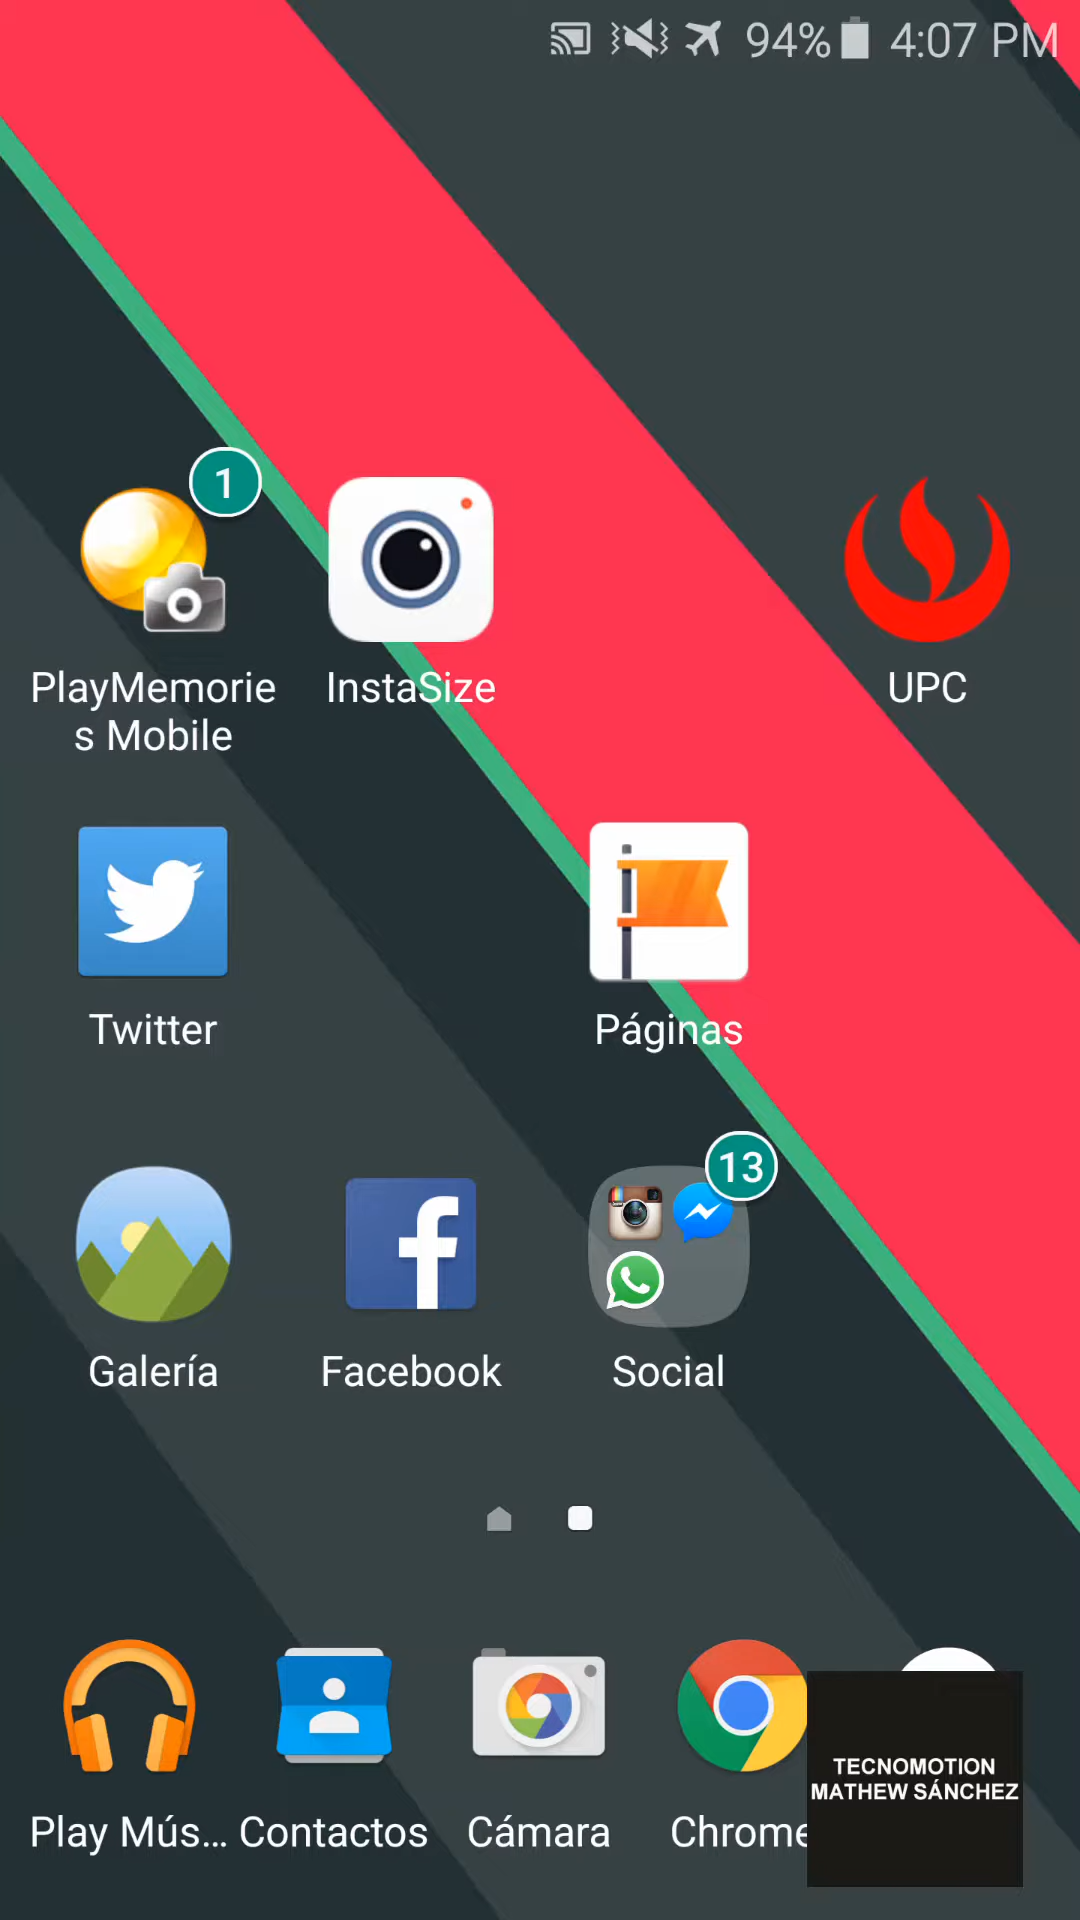 94% 4:07 PM
1
PlayMemorie
s Mobile
InstaSize
UPC
Twitter
Páginas
13
Galería
Facebook
Social
Play Mús... Contactos Cámara Chrome
TECNOMOTION
MATHEW SÁNCHEZ